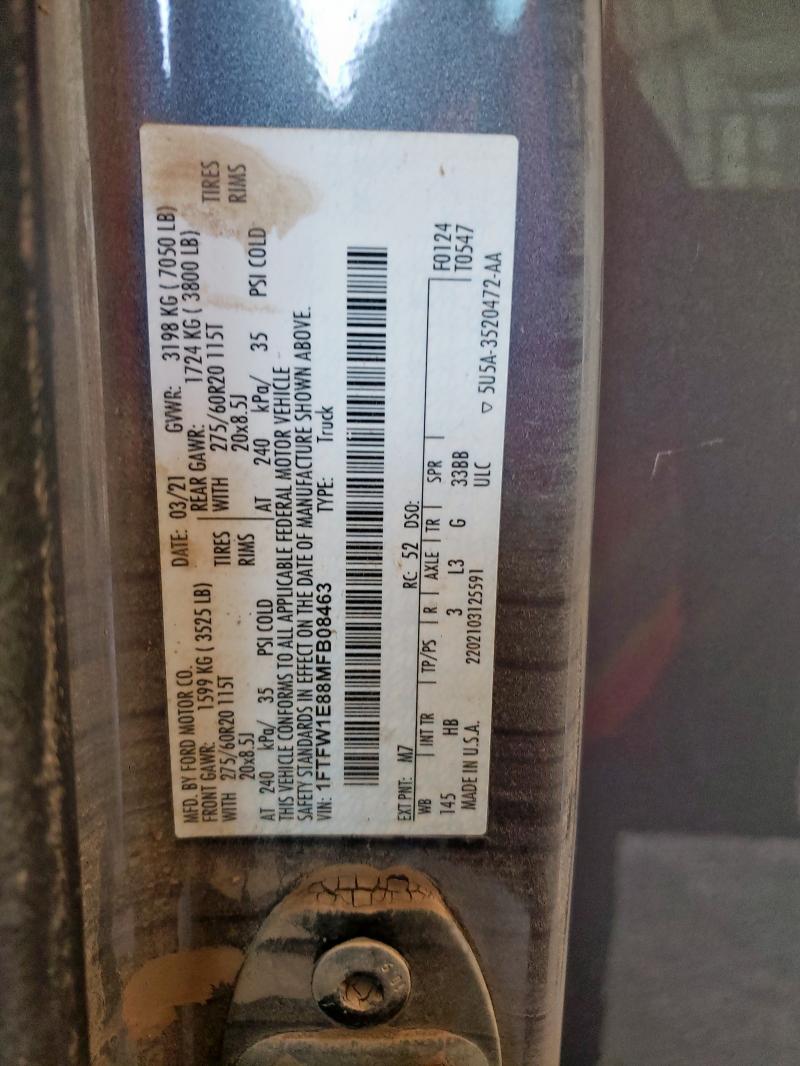 MFD. BY FORD MOTOR CO. DATE: 03/21 GVWR: 3198 KG ( 7050 LB)
FRONT GAWR: 1599 KG ( 3525 LB) REAR GAWR: 1724 KG ( 3800 LB)
WITH 275/60R20 115T TIRES WITH 275/60R20 115T TIRES
20x8.5J RIMS 20x8.5J RIMS
AT 240 kPa/ 35 PSI COLD AT 240 kPa/ 35 PSI COLD
THIS VEHICLE CONFORMS TO ALL APPLICABLE FEDERAL MOTOR VEHICLE
SAFETY STANDARDS IN EFFECT ON THE DATE OF MANUFACTURE SHOWN ABOVE.
VIN: 1FTFW1E88MFB08463 TYPE: Truck
EXT PNT: M7 RC: 52 DSO: F0124
WB INT TR TP/PS R AXLE TR SPR T0547
145 HB 3 L3 G 33BB
MADE IN U.S.A. 2202103125591 ULC ▽ 5U5A-3520472-AA